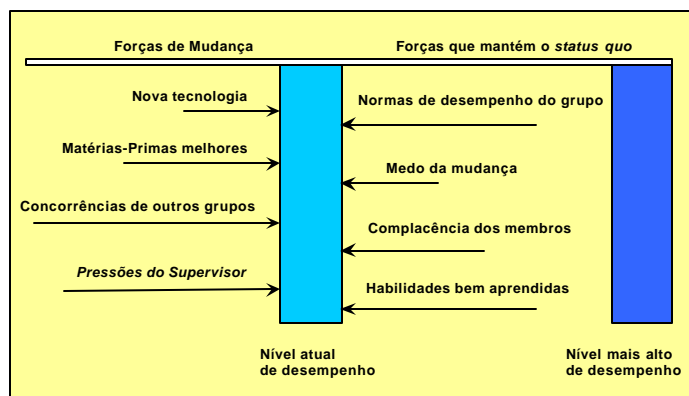 Forças de Mudança
Forças que mantém o status quo
Nova tecnologia
Normas de desempenho do grupo
Matérias-Primas melhores
Medo da mudança
Concorrências de outros grupos
Complacência dos membros
Pressões do Supervisor
Habilidades bem aprendidas
Nível atual
de desempenho
Nível mais alto
de desempenho